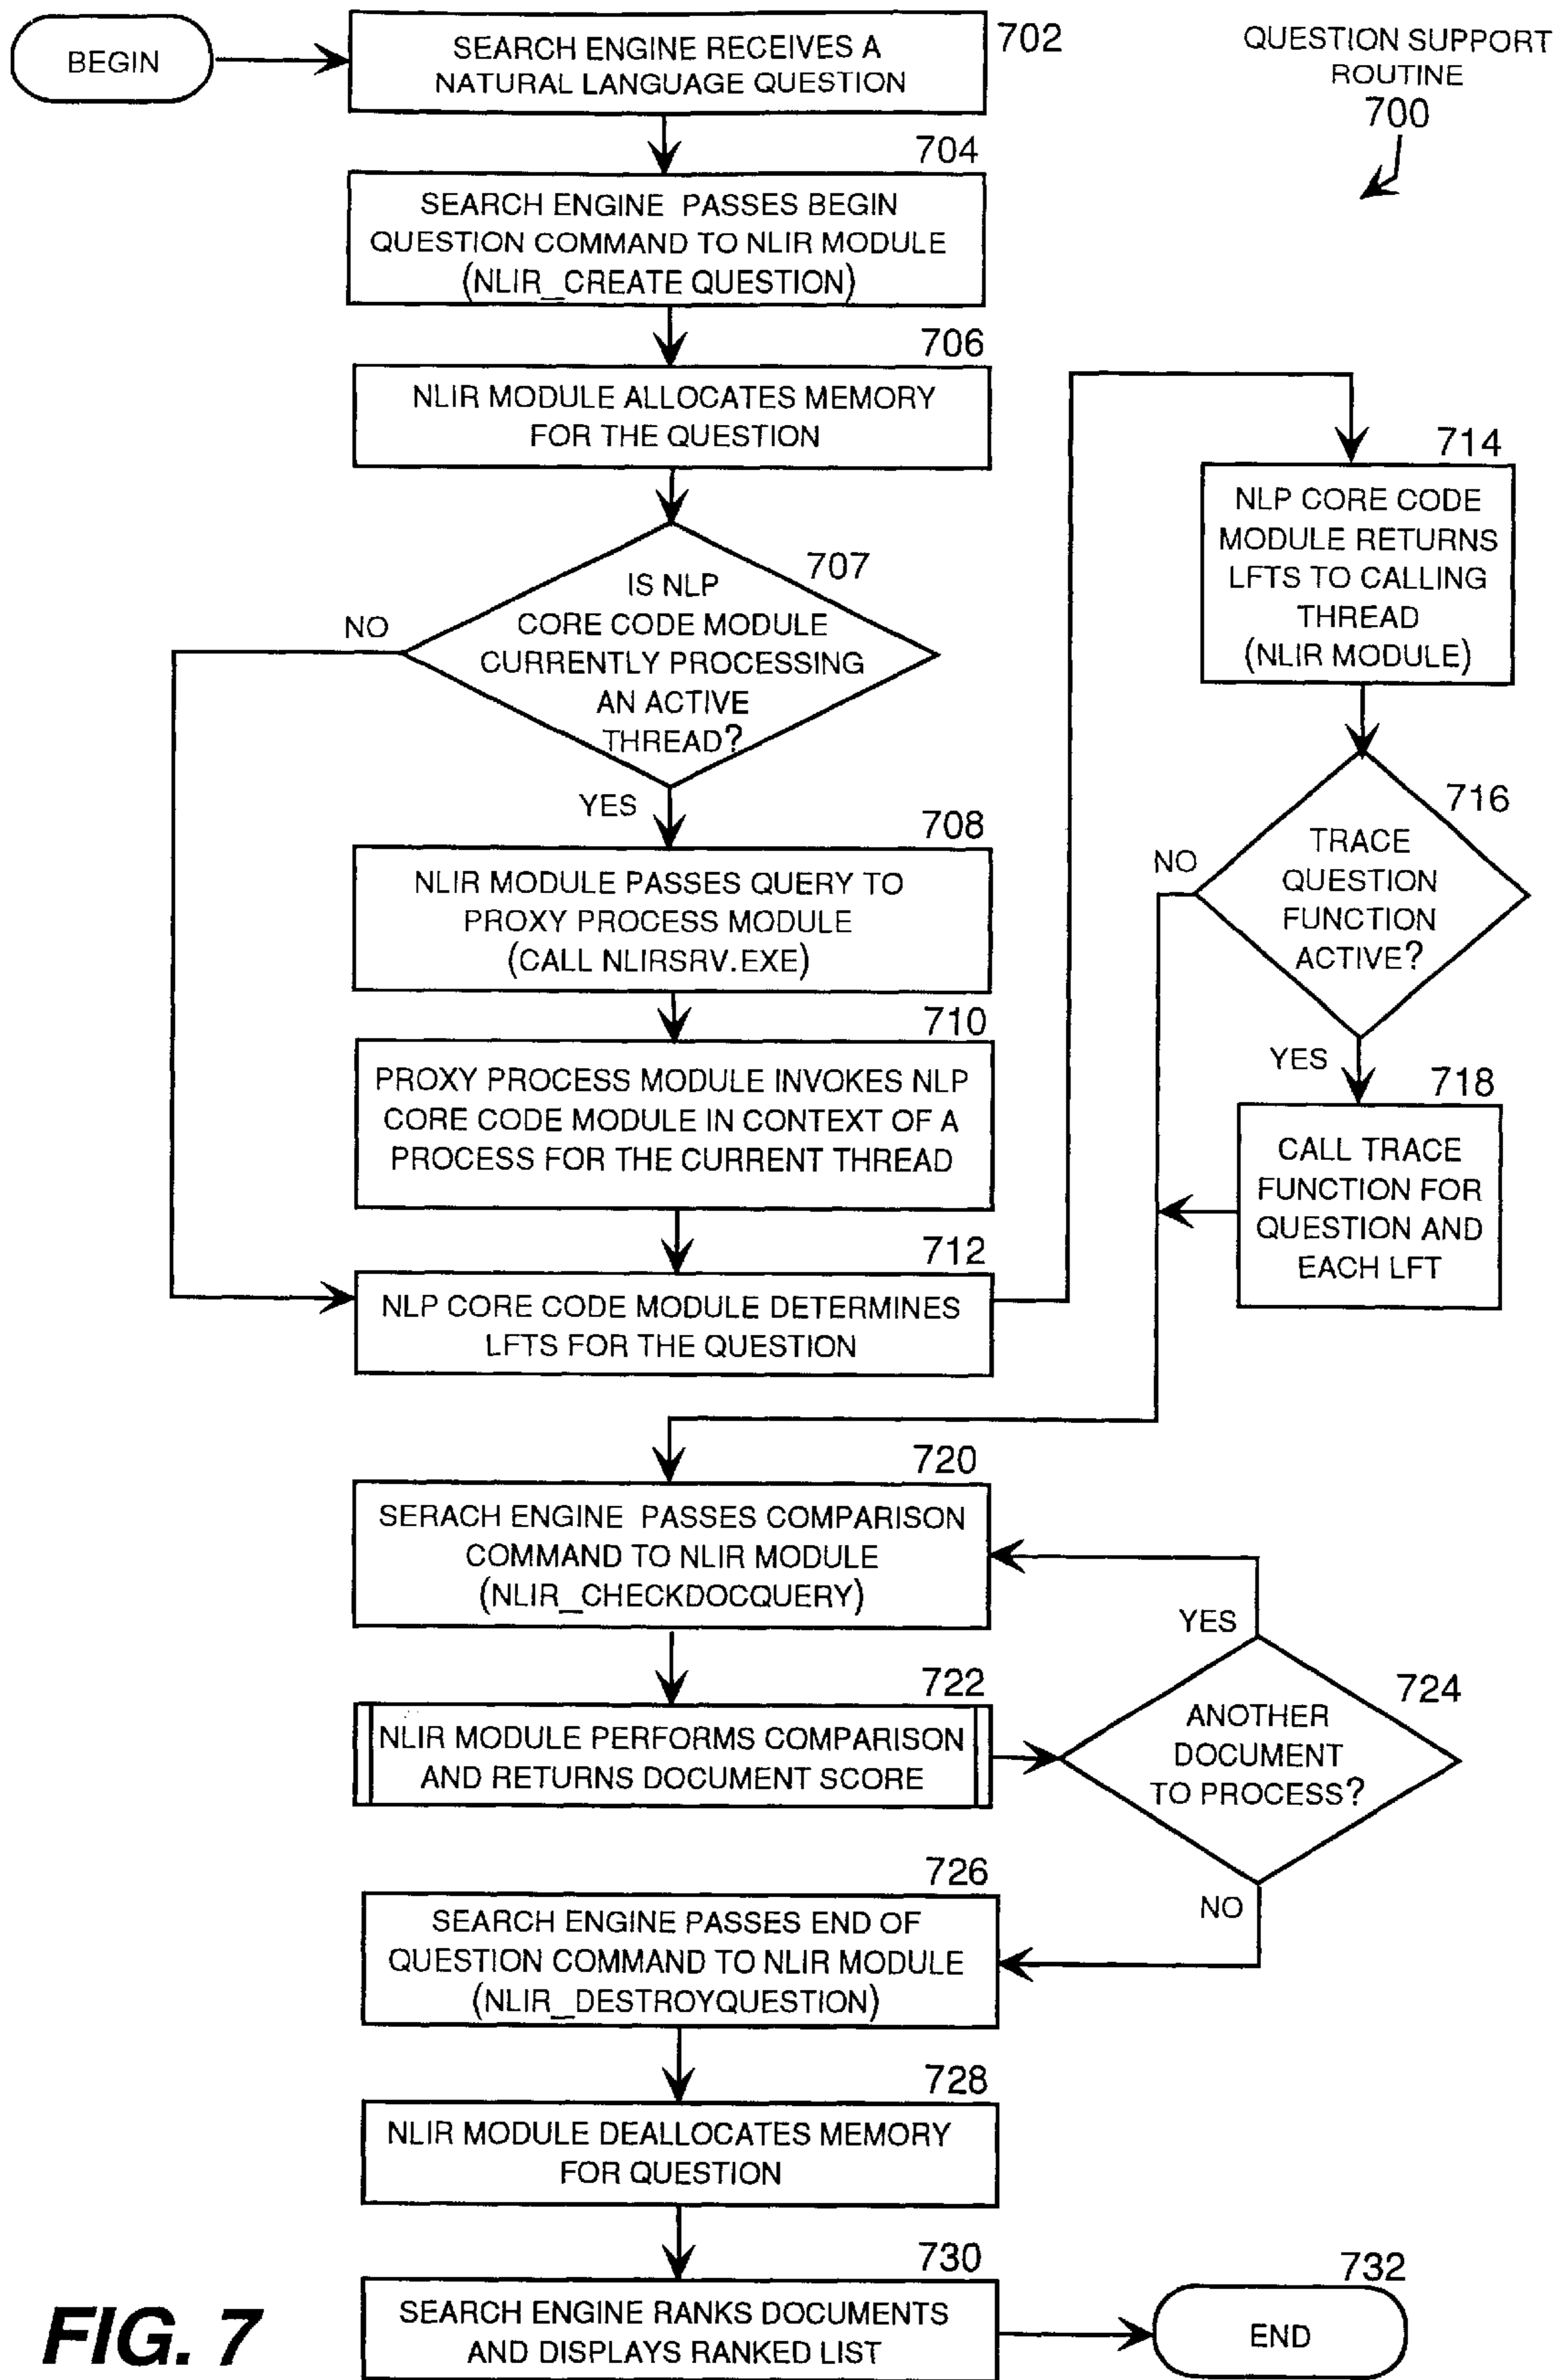 BEGIN
SEARCH ENGINE RECEIVES A
NATURAL LANGUAGE QUESTION
702
QUESTION SUPPORT
ROUTINE
700
704
SEARCH ENGINE PASSES BEGIN
QUESTION COMMAND TO NLIR MODULE
(NLIR_CREATE QUESTION)
706
NLIR MODULE ALLOCATES MEMORY
FOR THE QUESTION
707
IS NLP
CORE CODE MODULE
CURRENTLY PROCESSING
AN ACTIVE
THREAD?
NO
YES
708
NLIR MODULE PASSES QUERY TO
PROXY PROCESS MODULE
(CALL NLIRSRV.EXE)
710
PROXY PROCESS MODULE INVOKES NLP
CORE CODE MODULE IN CONTEXT OF A
PROCESS FOR THE CURRENT THREAD
712
NLP CORE CODE MODULE DETERMINES
LFTS FOR THE QUESTION
714
NLP CORE CODE
MODULE RETURNS
LFTS TO CALLING
THREAD
(NLIR MODULE)
716
TRACE
QUESTION
FUNCTION
ACTIVE?
NO
YES
718
CALL TRACE
FUNCTION FOR
QUESTION AND
EACH LFT
720
SERACH ENGINE PASSES COMPARISON
COMMAND TO NLIR MODULE
(NLIR_CHECKDOCQUERY)
722
NLIR MODULE PERFORMS COMPARISON
AND RETURNS DOCUMENT SCORE
724
ANOTHER
DOCUMENT
TO PROCESS?
YES
NO
726
SEARCH ENGINE PASSES END OF
QUESTION COMMAND TO NLIR MODULE
(NLIR_DESTROYQUESTION)
728
NLIR MODULE DEALLOCATES MEMORY
FOR QUESTION
730
SEARCH ENGINE RANKS DOCUMENTS
AND DISPLAYS RANKED LIST
732
END
FIG. 7